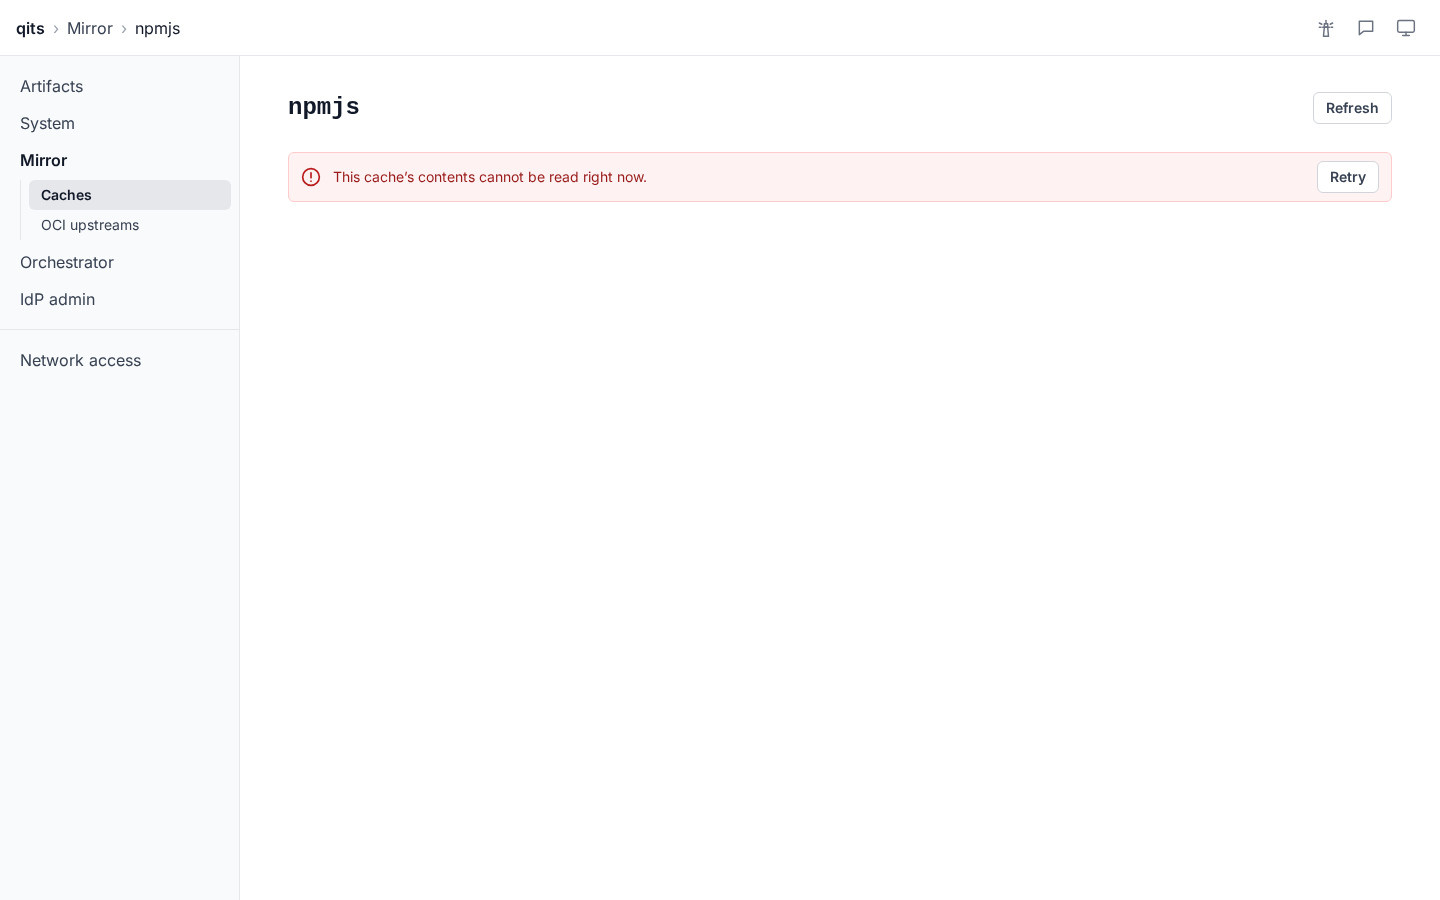 qits › Mirror › npmjs
Artifacts
System
Mirror
Caches
OCI upstreams
Orchestrator
IdP admin
Network access
npmjs
Refresh
This cache’s contents cannot be read right now.
Retry